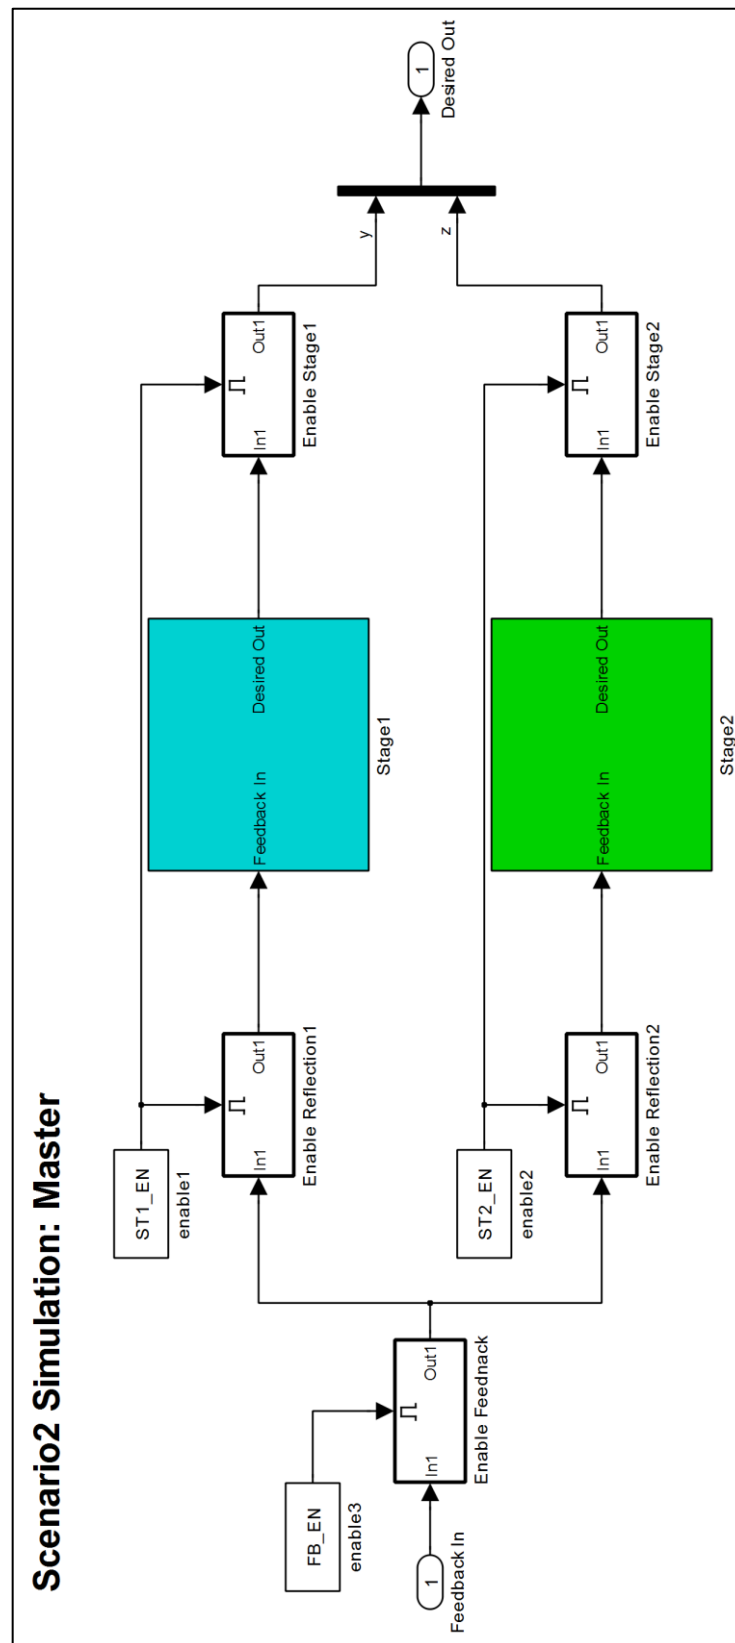 Scenario2 Simulation: Master
ST1_EN
enable1
In1
Out1
Enable Reflection1
Feedback In
Desired Out
Stage1
In1
Out1
Enable Stage1
y
FB_EN
enable3
1
Feedback In
In1
Out1
Enable Feednack
1
Desired Out
ST2_EN
enable2
In1
Out1
Enable Reflection2
Feedback In
Desired Out
Stage2
In1
Out1
Enable Stage2
z